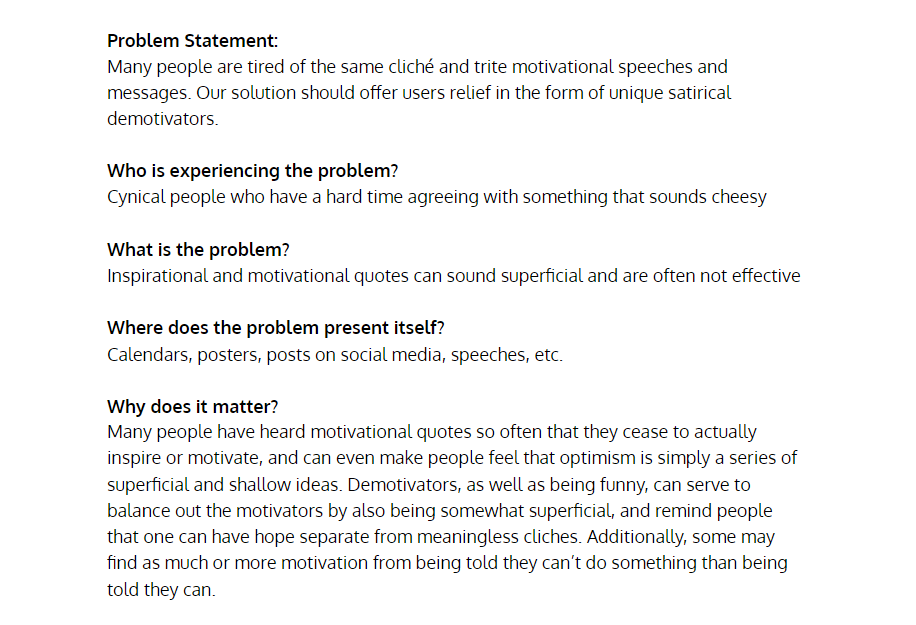 Problem Statement:
Many people are tired of the same cliché and trite motivational speeches and
messages. Our solution should offer users relief in the form of unique satirical
demotivators.
Who is experiencing the problem?
Cynical people who have a hard time agreeing with something that sounds cheesy
What is the problem?
Inspirational and motivational quotes can sound superficial and are often not effective
Where does the problem present itself?
Calendars, posters, posts on social media, speeches, etc.
Why does it matter?
Many people have heard motivational quotes so often that they cease to actually
inspire or motivate, and can even make people feel that optimism is simply a series of
superficial and shallow ideas. Demotivators, as well as being funny, can serve to
balance out the motivators by also being somewhat superficial, and remind people
that one can have hope separate from meaningless cliches. Additionally, some may
find as much or more motivation from being told they can’t do something than being
told they can.